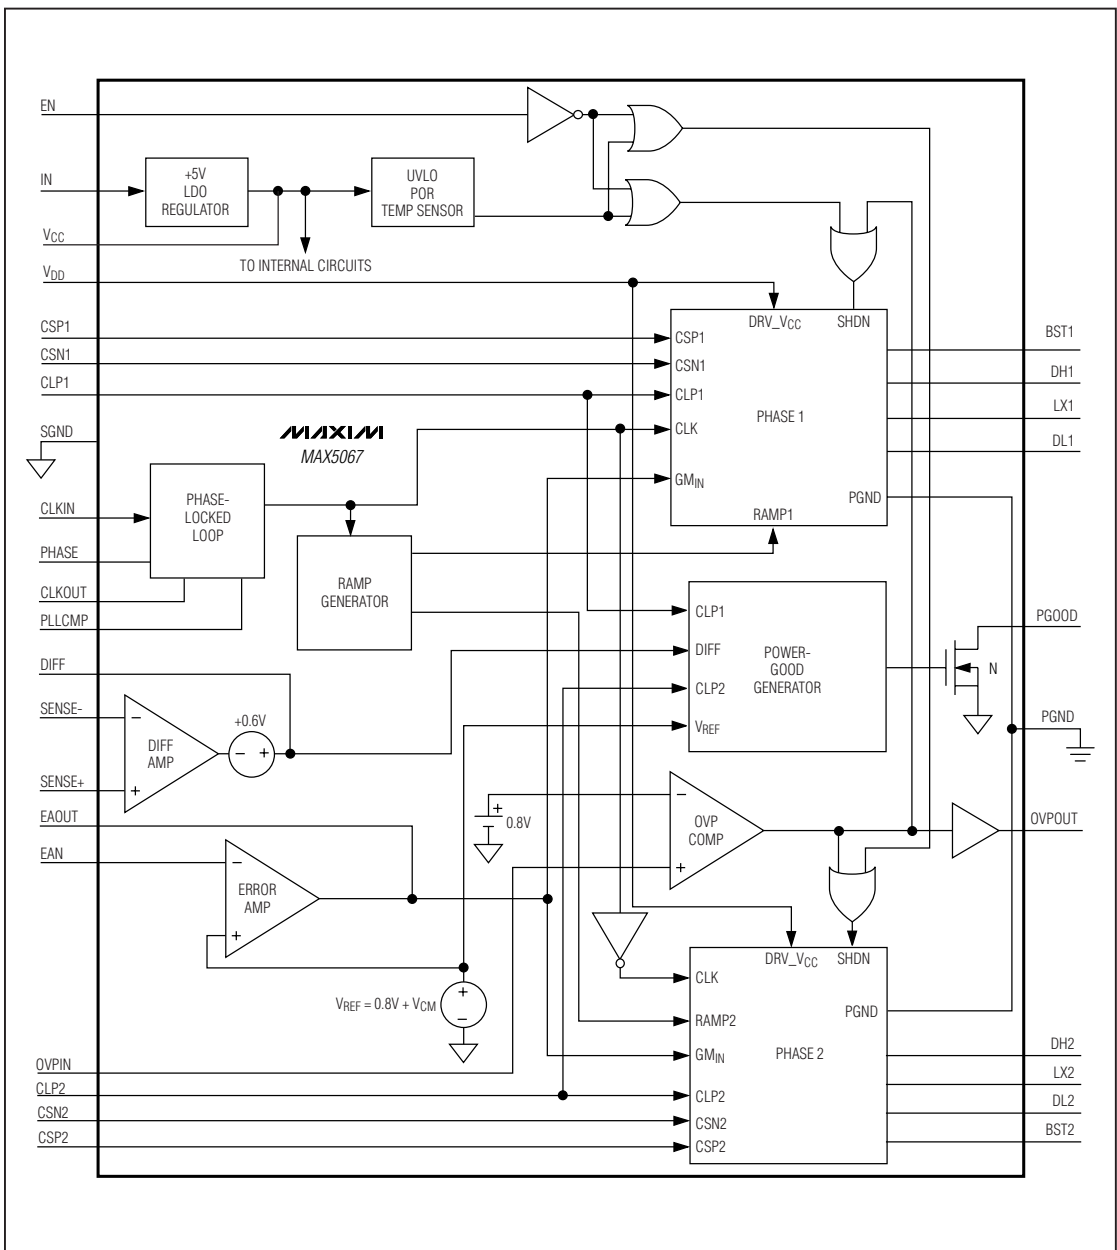 EN
IN
+5V
LDO
REGULATOR
UVLO
POR
TEMP SENSOR
VCC
TO INTERNAL CIRCUITS
VDD
DRV_VCC
SHDN
CSP1
CSP1
CSN1
CSN1
CLP1
CLP1
PHASE 1
CLK
GMIN
RAMP1
PGND
BST1
DH1
LX1
DL1
SGND
MAXIM
MAX5067
CLKIN
PHASE
CLKOUT
PLLCMP
PHASE-
LOCKED
LOOP
RAMP
GENERATOR
CLP1
DIFF
CLP2
VREF
POWER-
GOOD
GENERATOR
PGOOD
N
PGND
DIFF
SENSE-
SENSE+
−
+
DIFF
AMP
+0.6V
− +
EAOUT
EAN
−
+
ERROR
AMP
+
0.8V
−
+
OVP
COMP
OVPOUT
VREF = 0.8V + VCM
+
−
DRV_VCC
SHDN
CLK
RAMP2
GMIN
CLP2
CSN2
CSP2
PHASE 2
PGND
DH2
LX2
DL2
BST2
OVPIN
CLP2
CSN2
CSP2